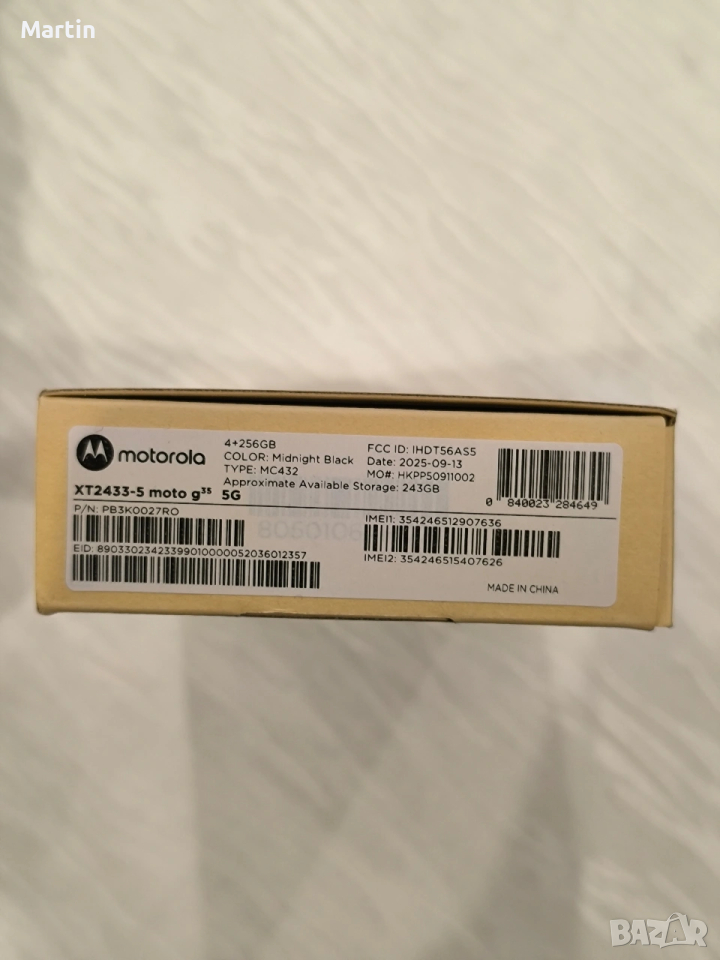 Martin
motorola
4+256GB
COLOR: Midnight Black
TYPE: MC432
Approximate Available Storage: 243GB
FCC ID: IHDT56AS5
Date: 2025-09-13
MO#: HKPP50911002
0 840023 284649
XT2433-5 moto g35 5G
P/N: PB3K0027RO
EID: 89033023423399010000052036012357
IMEI1: 354246512907636
IMEI2: 354246515407626
MADE IN CHINA
BAZAR